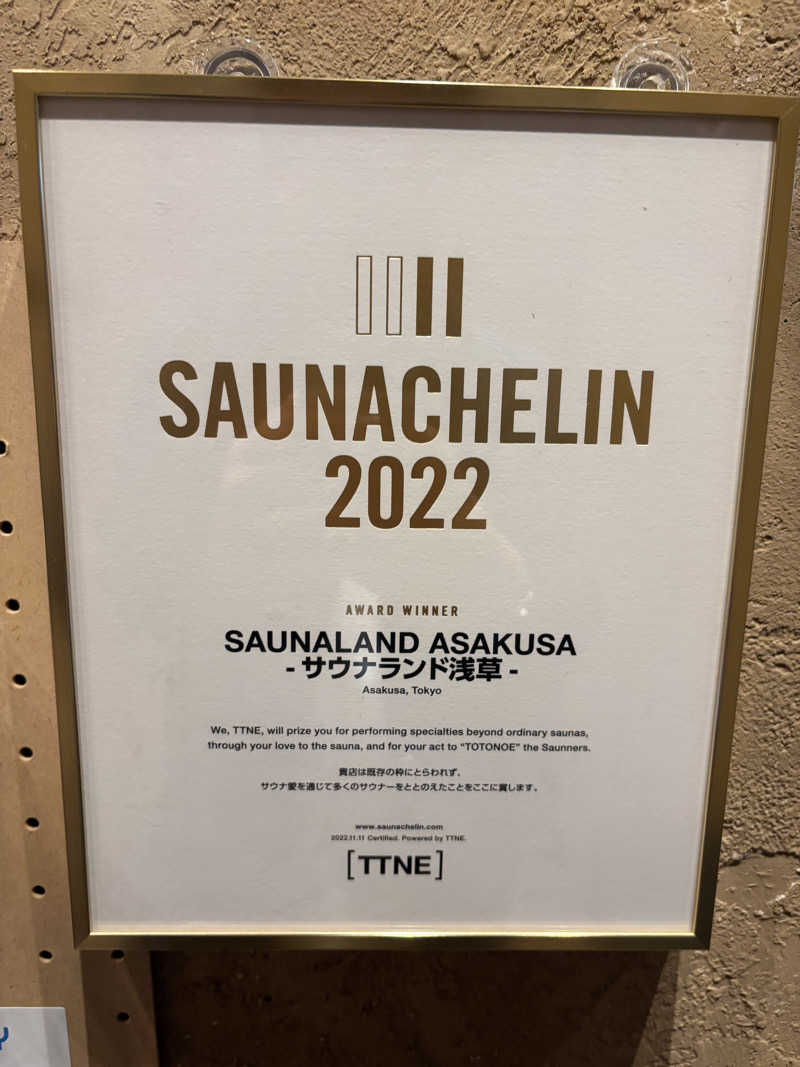 SAUNACHELIN
2022
AWARD WINNER
SAUNALAND ASAKUSA
- サウナランド浅草 -
Asakusa, Tokyo
We, TTNE, will prize you for performing specialties beyond ordinary saunas,
through your love to the sauna, and for your act to “TOTONOE” the Saunners.
貴店は既存の枠にとらわれず、
サウナ愛を通じて多くのサウナーをととのえたことをここに賞します。
www.saunachelin.com
2022.11.11 Certified. Powered by TTNE.
[TTNE]